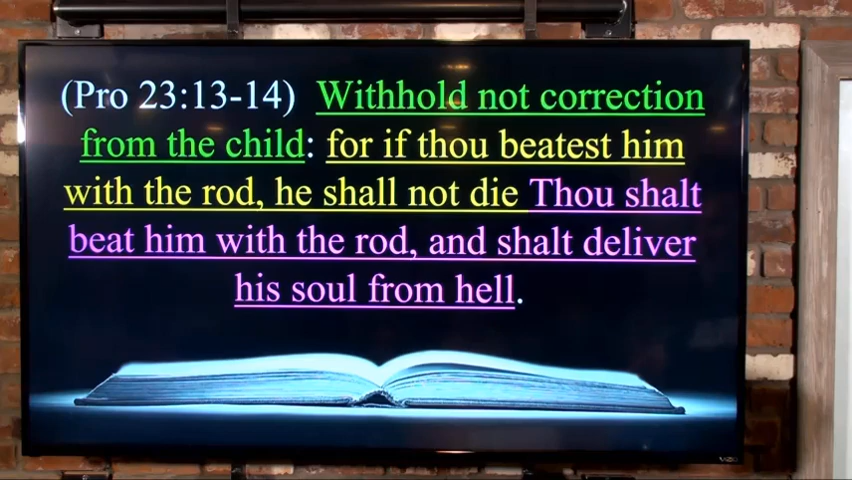 (Pro 23:13-14) Withhold not correction
from the child: for if thou beatest him
with the rod, he shall not die Thou shalt
beat him with the rod, and shalt deliver
his soul from hell.
VIZIO